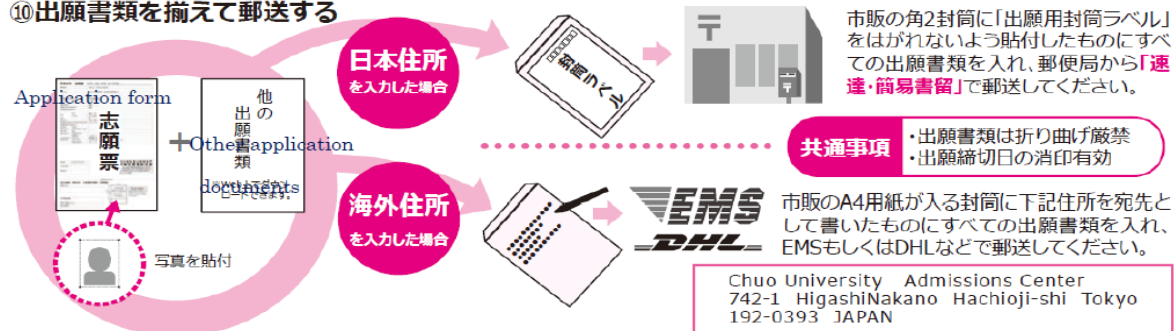 ⑩出願書類を揃えて郵送する
Application form
志願票
+
他の
出願書類
Other application
documents
写真を貼付
日本住所
を入力した場合
封筒ラベル
〒
市販の角2封筒に「出願用封筒ラベル」
をはがれないよう貼付したものにすべ
ての出願書類を入れ、郵便局から「速
達・簡易書留」で郵送してください。
共通事項
・出願書類は折り曲げ厳禁
・出願締切日の消印有効
海外住所
を入力した場合
EMS
DHL
市販のA4用紙が入る封筒に下記住所を宛先と
して書いたものにすべての出願書類を入れ、
EMSもしくはDHLなどで郵送してください。
Chuo University Admissions Center
742-1 HigashiNakano Hachioji-shi Tokyo
192-0393 JAPAN